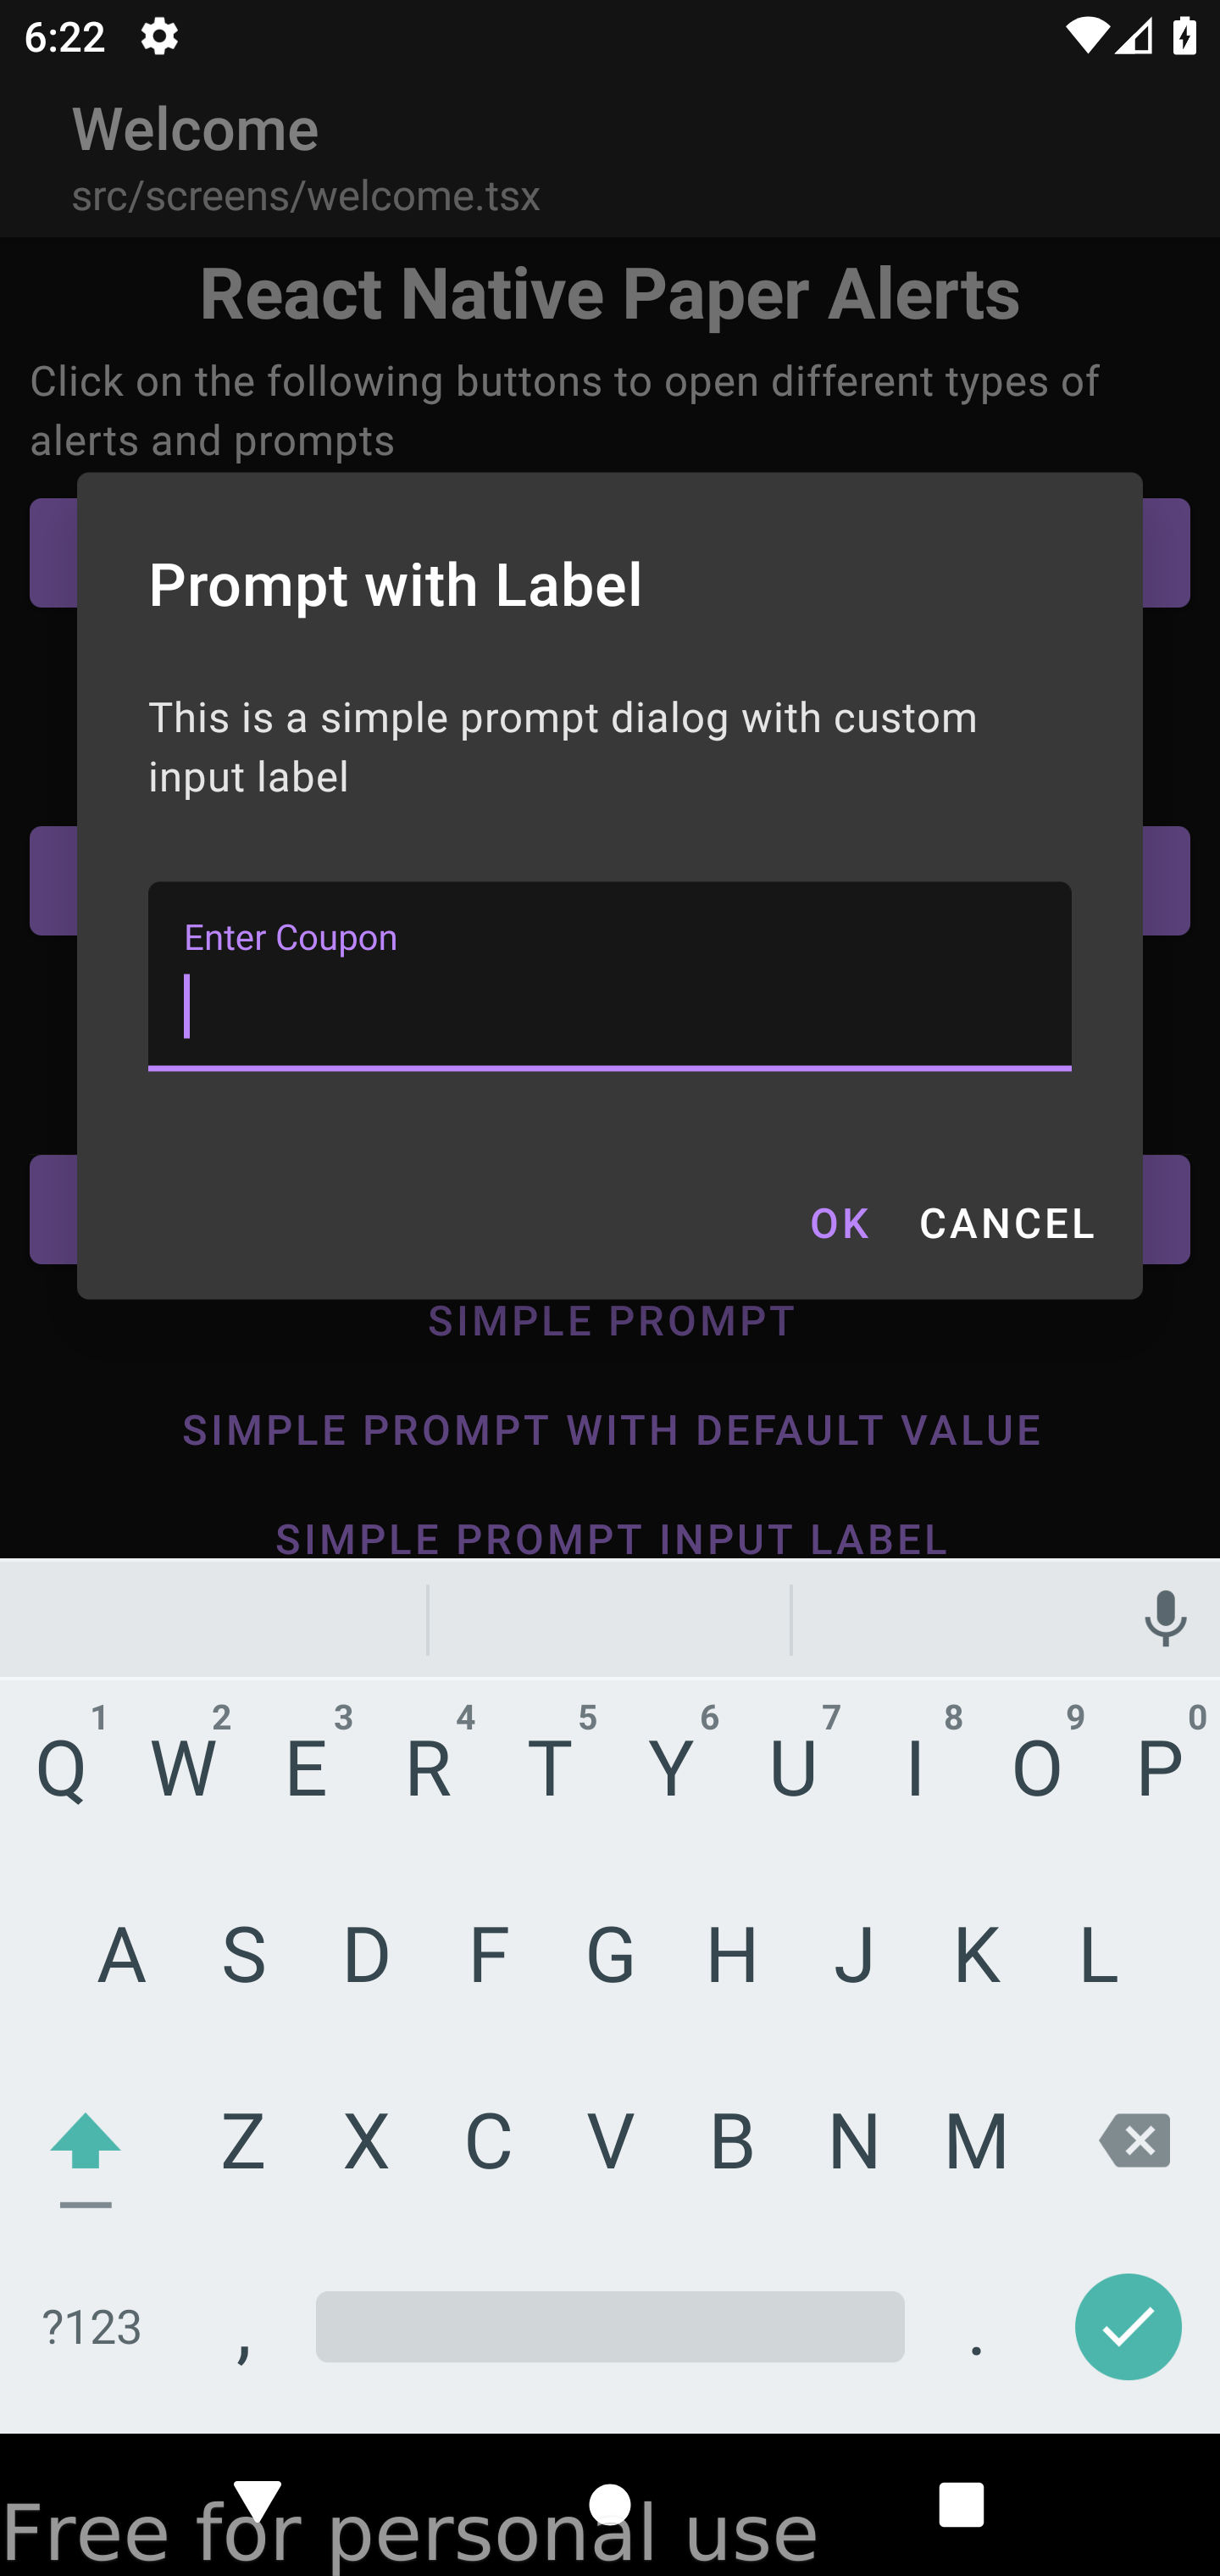 6:22
Welcome
src/screens/welcome.tsx
React Native Paper Alerts
Click on the following buttons to open different types of
alerts and prompts
Prompt with Label
This is a simple prompt dialog with custom
input label
Enter Coupon
OK CANCEL
SIMPLE PROMPT
SIMPLE PROMPT WITH DEFAULT VALUE
SIMPLE PROMPT INPUT LABEL
1 2 3 4 5 6 7 8 9 0
Q W E R T Y U I O P
A S D F G H J K L
Z X C V B N M
?123 , .
Free for personal use